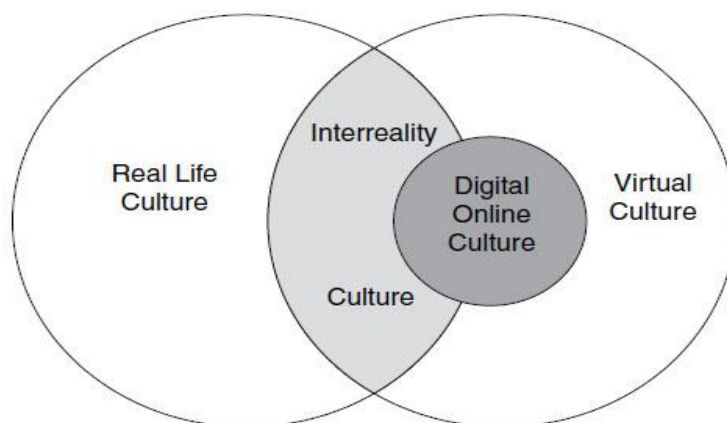 Real Life
Culture
Interreality
Culture
Digital
Online
Culture
Virtual
Culture